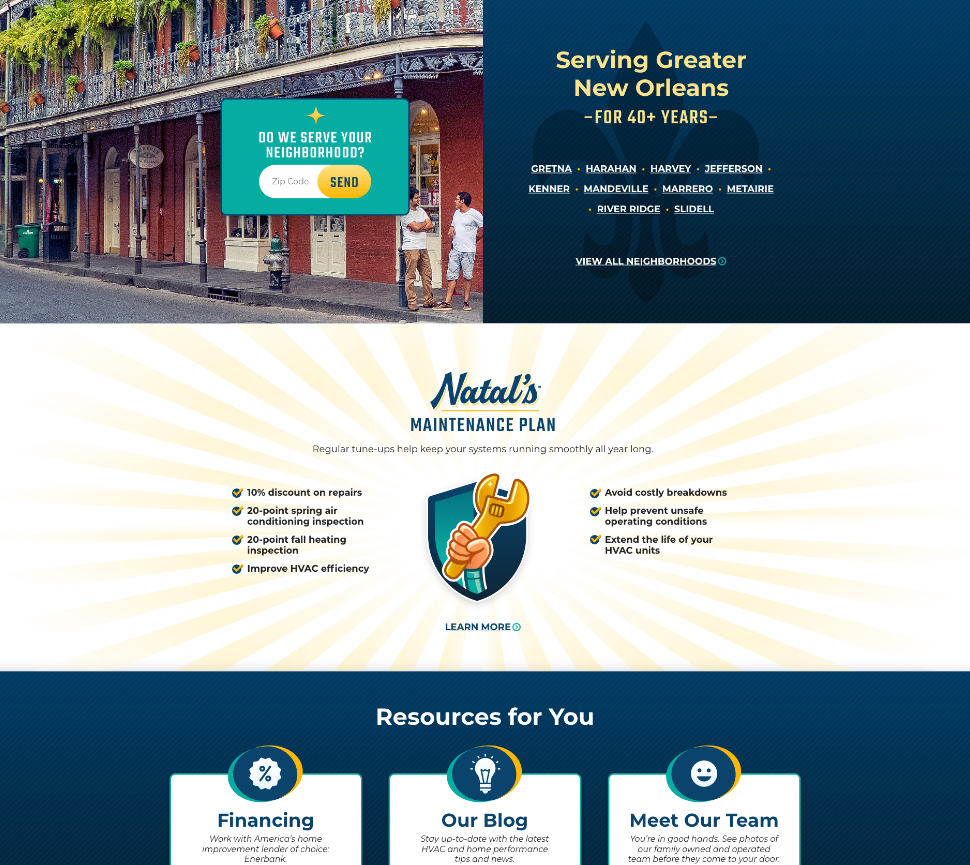 DO WE SERVE YOUR
NEIGHBORHOOD?
Zip Code SEND
Serving Greater
New Orleans
–FOR 40+ YEARS–
GRETNA • HARAHAN • HARVEY • JEFFERSON •
KENNER • MANDEVILLE • MARRERO • METAIRIE
• RIVER RIDGE • SLIDELL
VIEW ALL NEIGHBORHOODS
Natal's
MAINTENANCE PLAN
Regular tune-ups help keep your systems running smoothly all year long.
10% discount on repairs
20-point spring air
conditioning inspection
20-point fall heating
inspection
Improve HVAC efficiency
Avoid costly breakdowns
Help prevent unsafe
operating conditions
Extend the life of your
HVAC units
LEARN MORE
Resources for You
%
Financing
Work with America's home
improvement lender of choice:
Enerbank.
Our Blog
Stay up-to-date with the latest
HVAC and home performance
tips and news.
Meet Our Team
You're in good hands. See photos of
our family owned and operated
team before they come to your door.